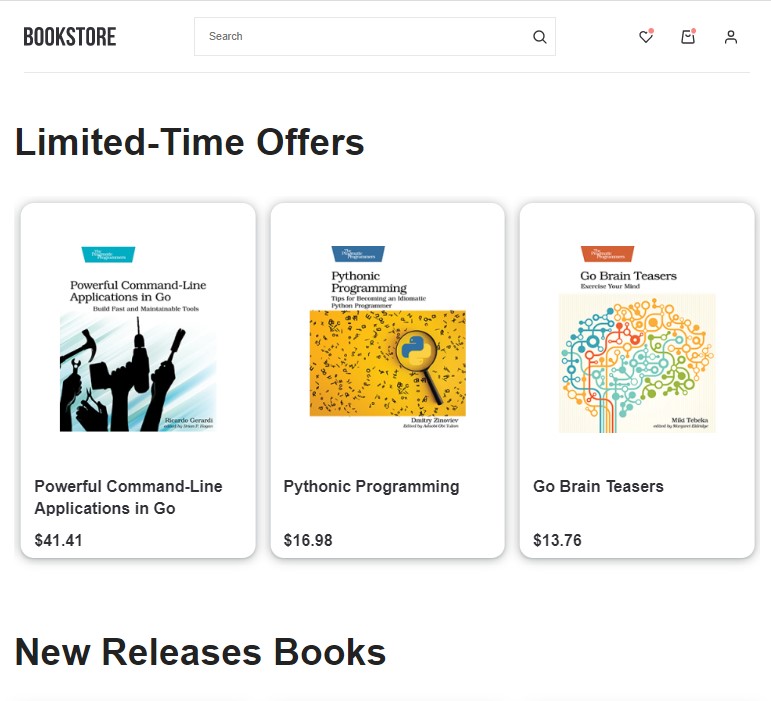 BOOKSTORE
Search
Limited-Time Offers
The
Pragmatic
Programmers
Powerful Command-Line
Applications in Go
Build Fast and Maintainable Tools
Ricardo Gerardi
edited by Brian P. Hogan
Powerful Command-Line
Applications in Go
$41.41
The
Pragmatic
Programmers
Pythonic
Programming
Tips for Becoming an Idiomatic
Python Programmer
Dmitry Zinoviev
Edited by Adaobi Obi Tulton
Pythonic Programming
$16.98
The
Pragmatic
Programmers
Go Brain Teasers
Exercise Your Mind
Miki Tebeka
edited by Margaret Eldridge
Go Brain Teasers
$13.76
New Releases Books